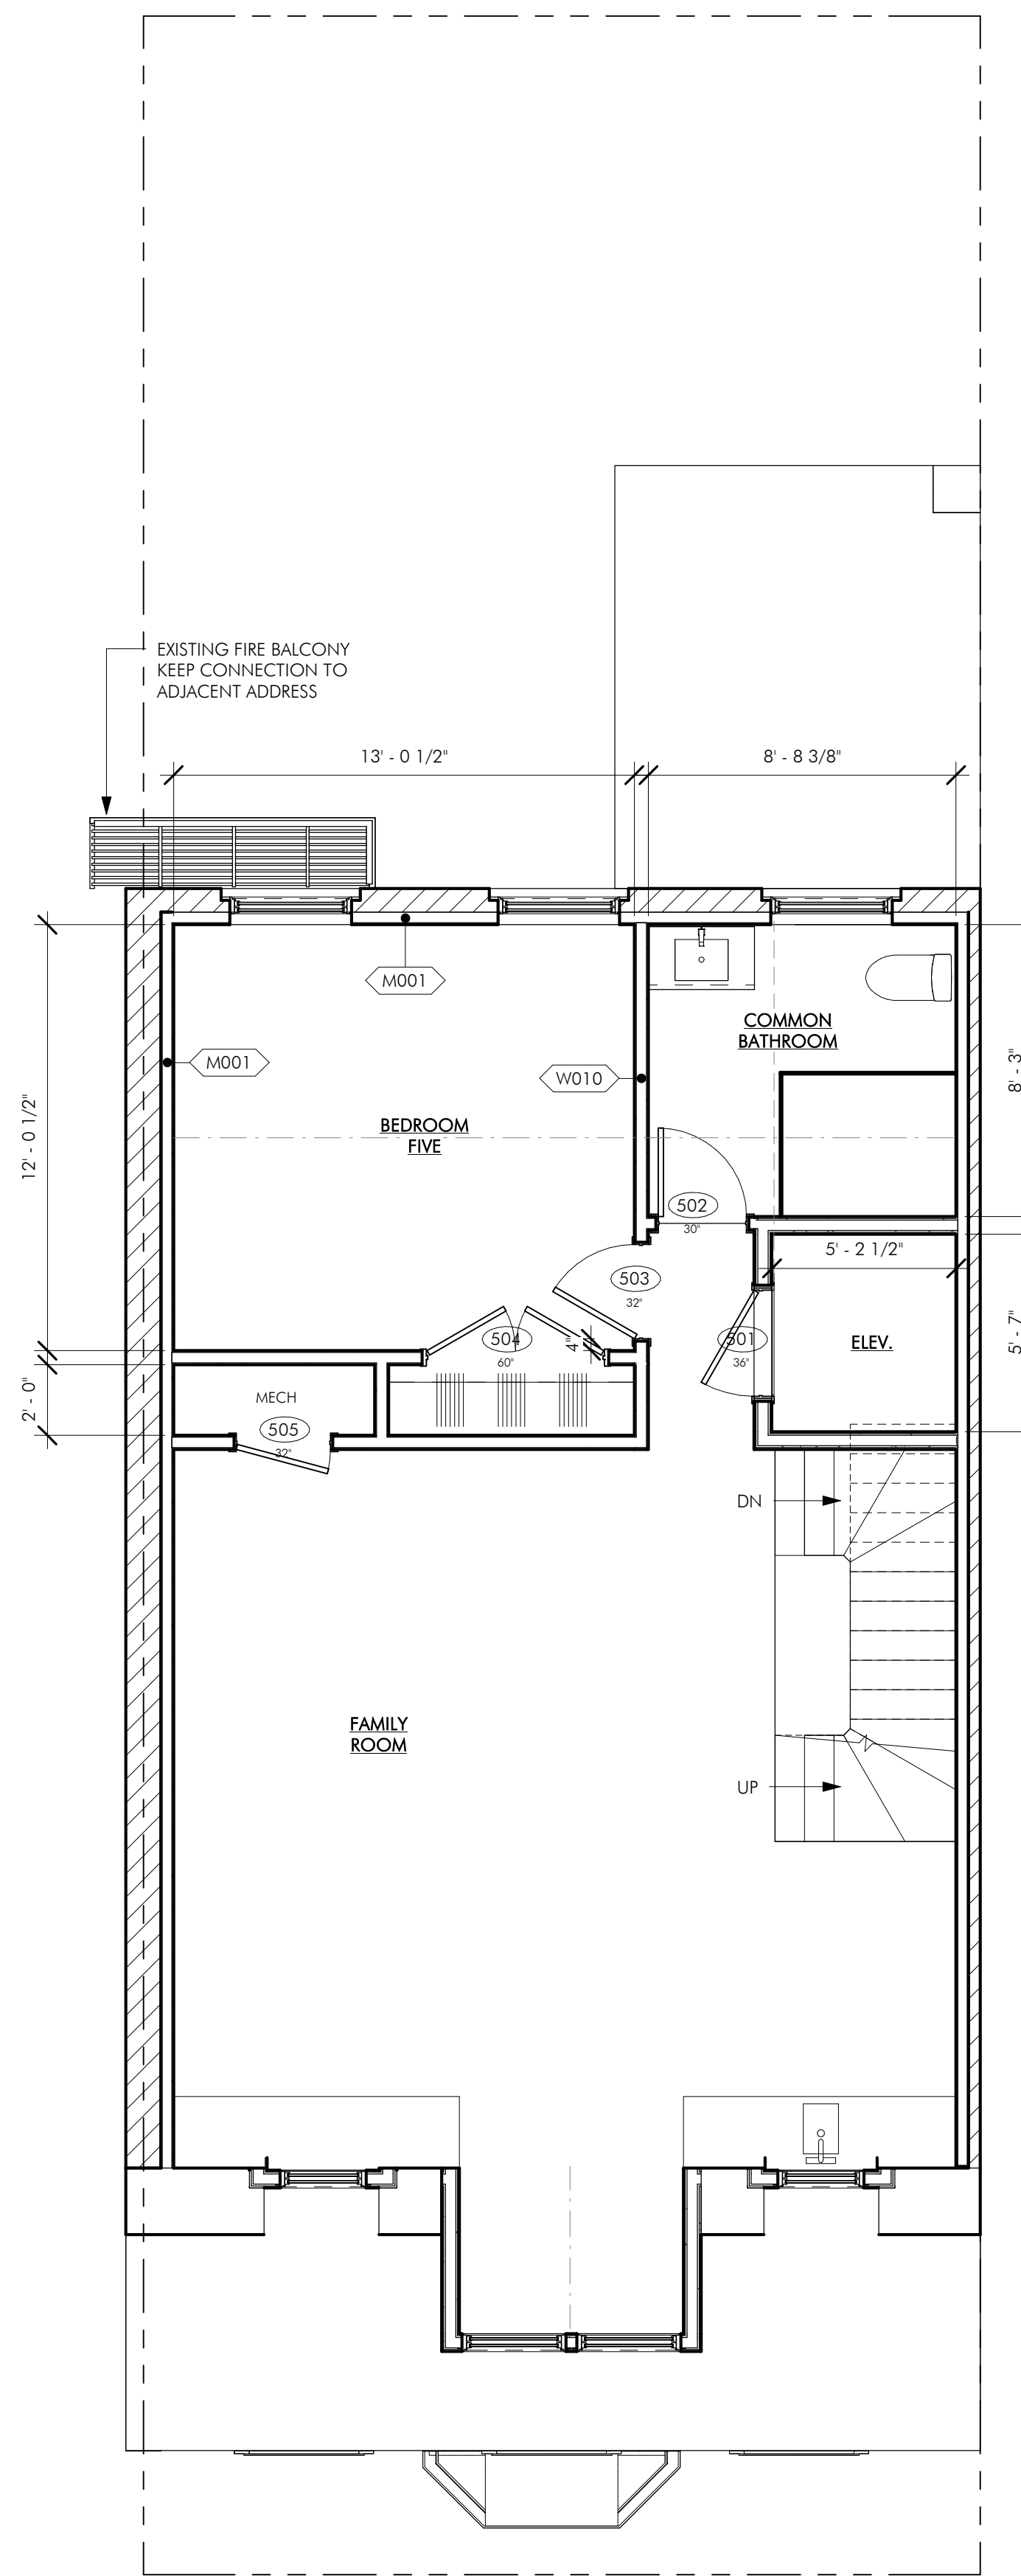 EXISTING FIRE BALCONY
KEEP CONNECTION TO
ADJACENT ADDRESS
13' - 0 1/2"
8' - 8 3/8"
M001
COMMON
BATHROOM
M001
W010
8' - 3"
12' - 0 1/2"
BEDROOM
FIVE
502
30"
5' - 2 1/2"
503
32"
504
60"
4"
501
36"
ELEV.
5' - 7"
2' - 0"
MECH
505
32"
DN
FAMILY
ROOM
UP